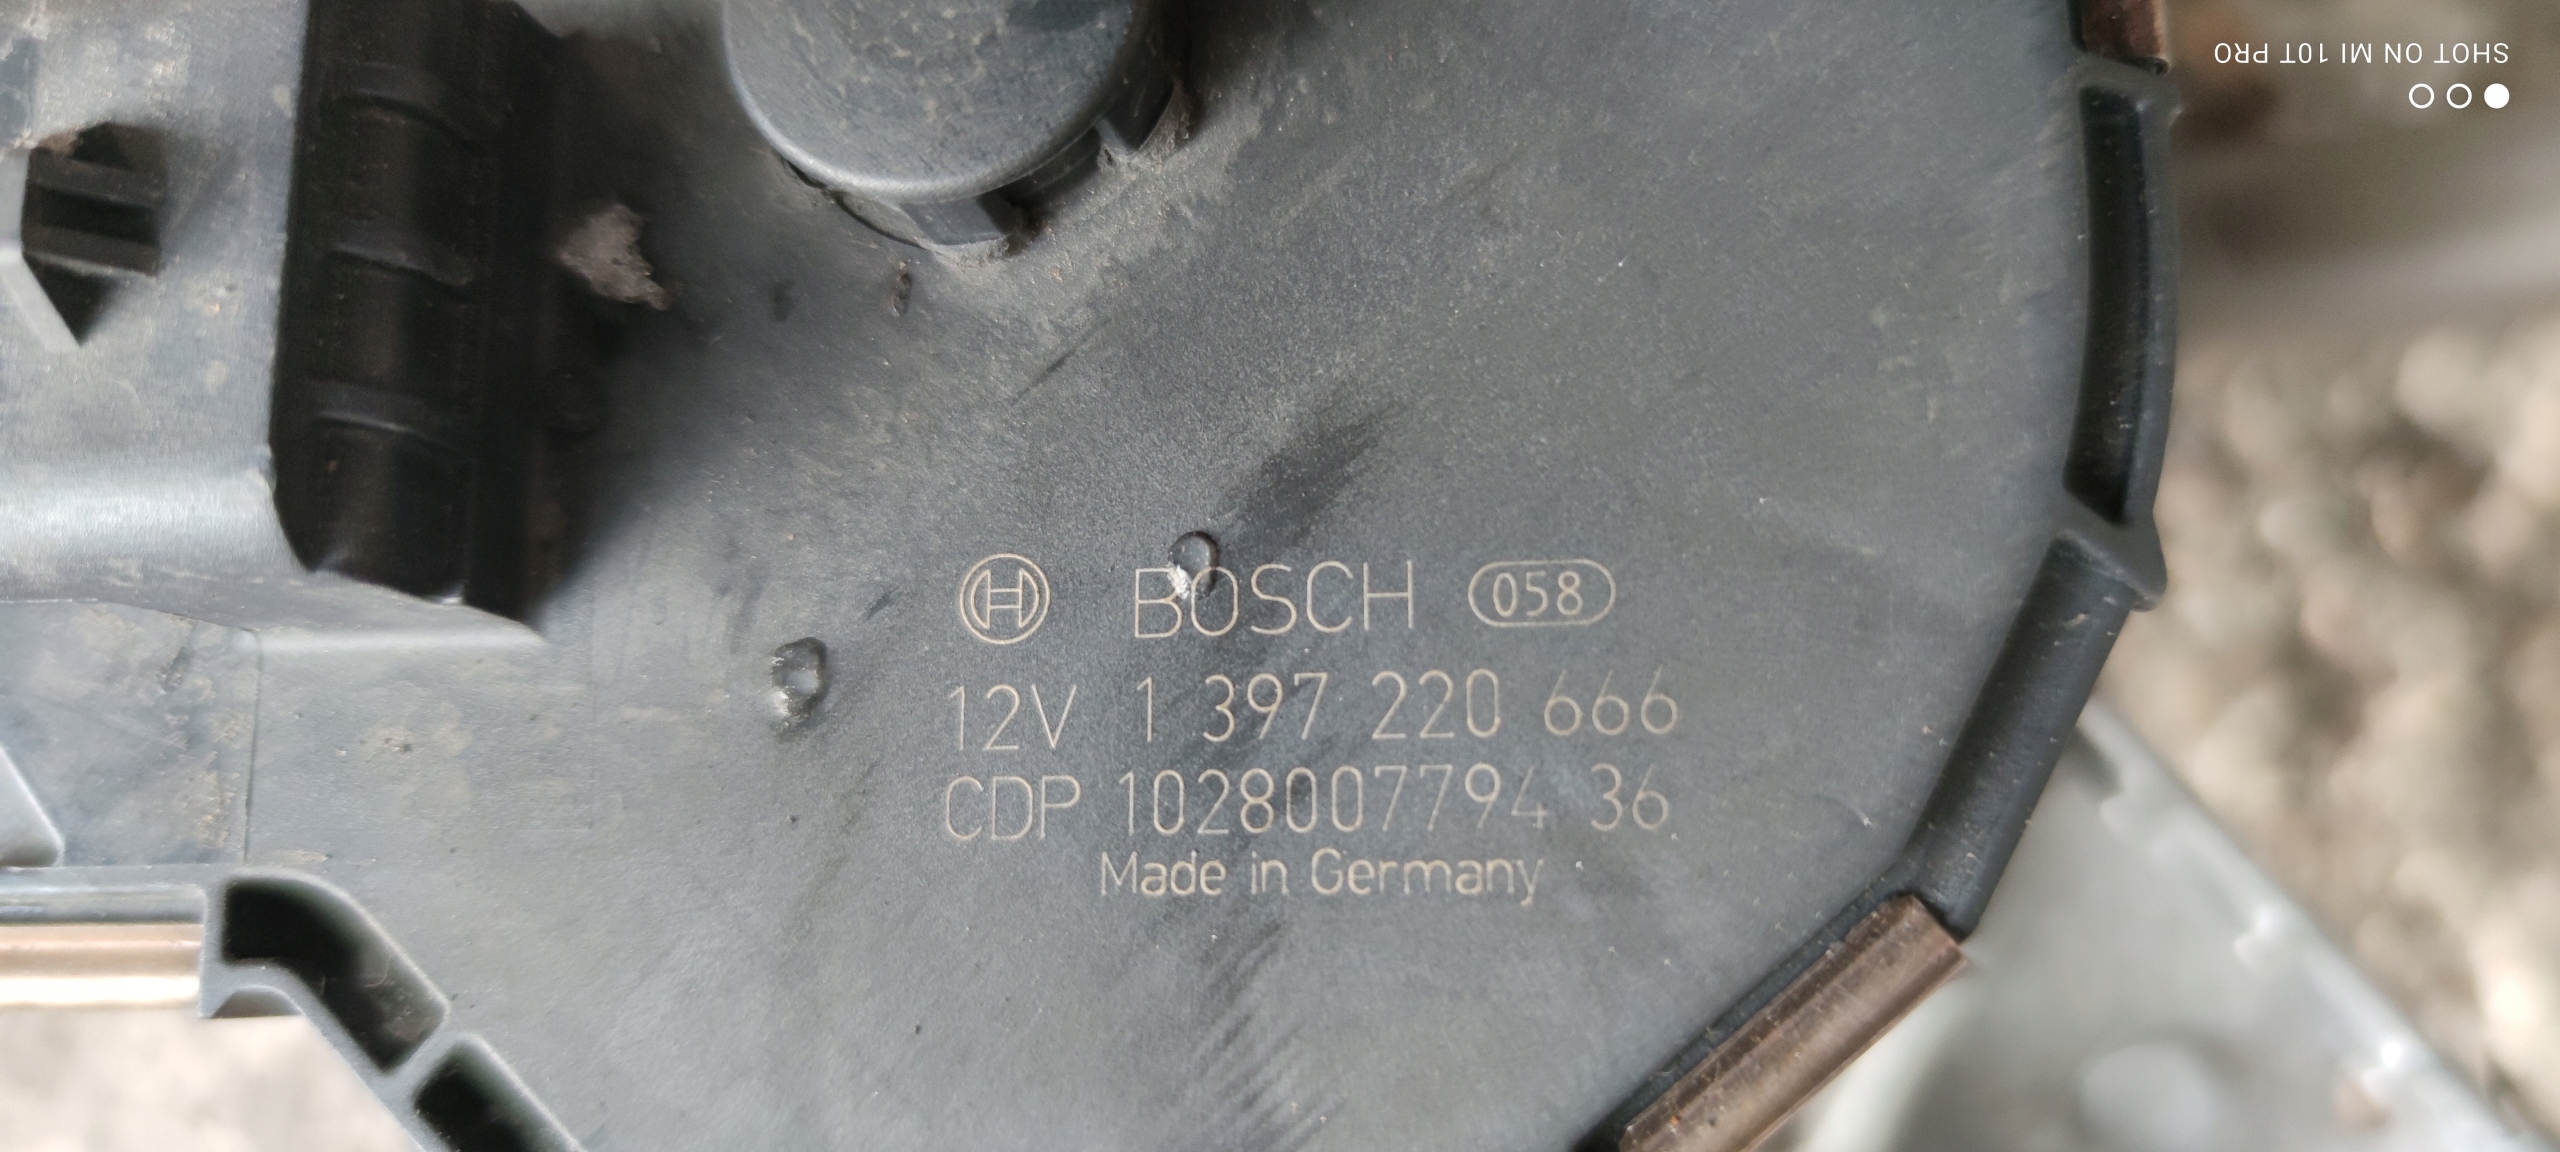 BOSCH 058
12V 1 397 220 666
CDP 1028007794 36
Made in Germany
SHOT ON MI 10T PRO